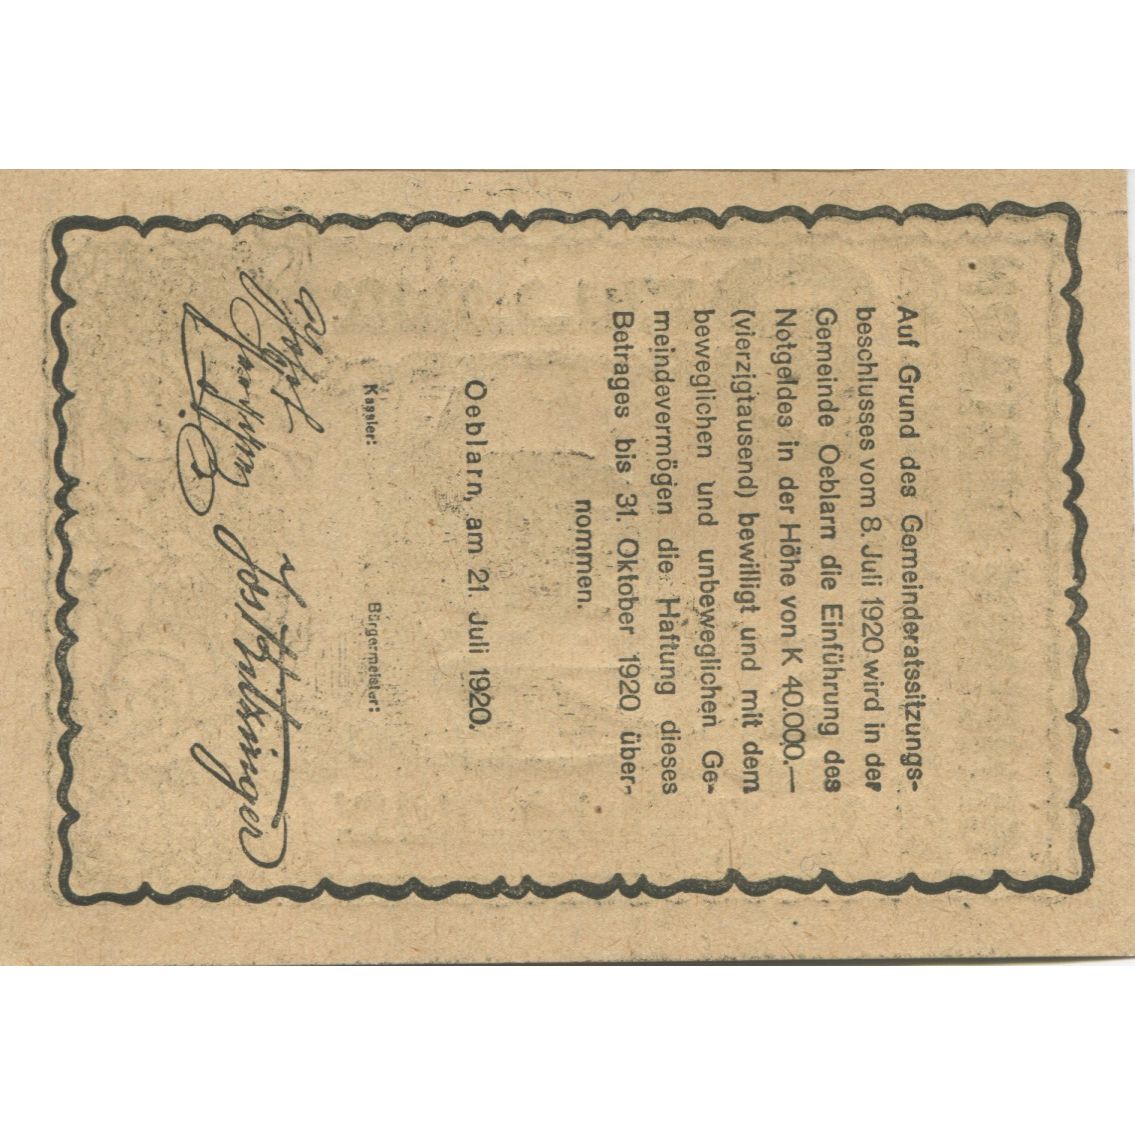 Auf Grund des Gemeinderatssitzungs-
beschlusses vom 8. Juli 1920 wird in der
Gemeinde Oeblarn die Einführung des
Notgeldes in der Höhe von K 40.000.—
(vierzigtausend) bewilligt und mit dem
beweglichen und unbeweglichen Ge-
meindevermögen die Haftung dieses
Betrages bis 31. Oktober 1920 über-
nommen.
Oeblarn, am 21. Juli 1920.
Kassier: Bürgermeister: